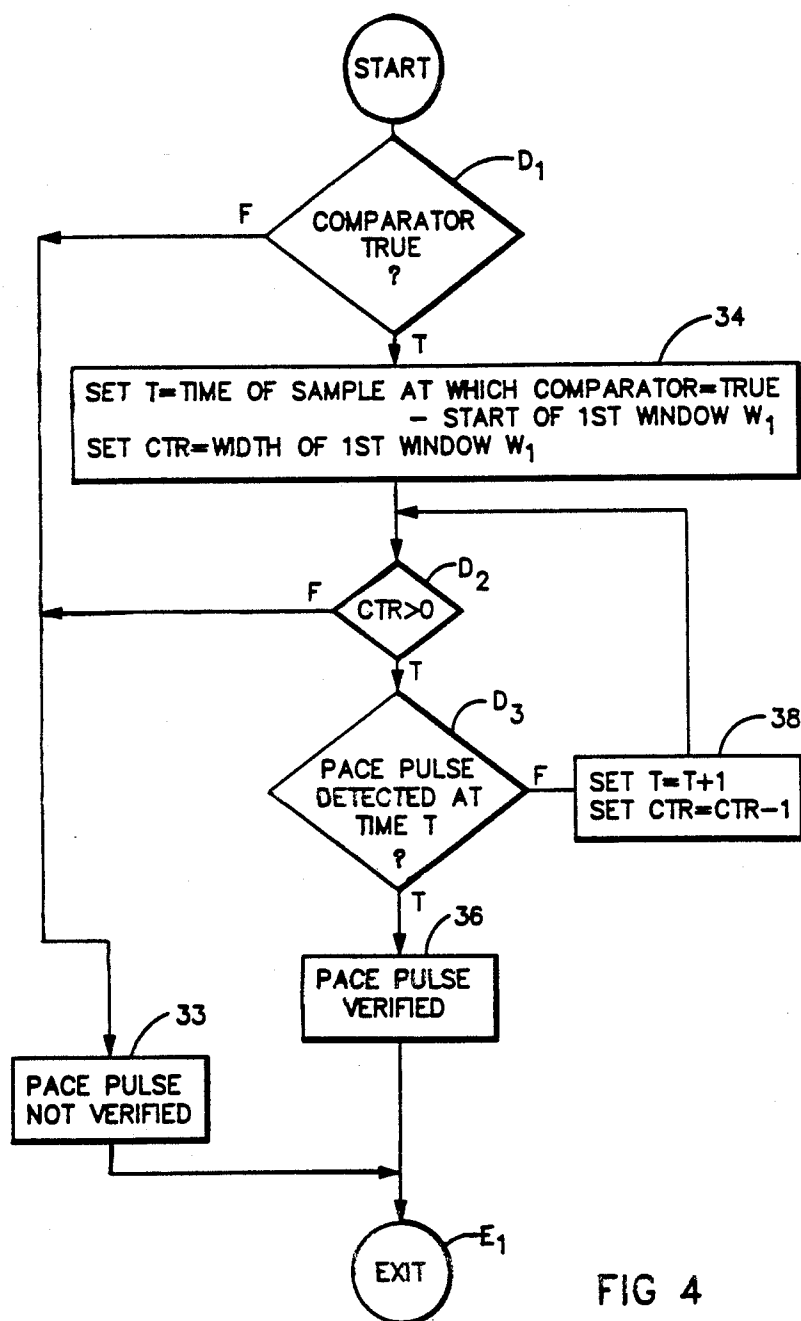 START
D1
F
COMPARATOR
TRUE
?
T
34
SET T=TIME OF SAMPLE AT WHICH COMPARATOR=TRUE
- START OF 1ST WINDOW W1
SET CTR=WIDTH OF 1ST WINDOW W1
D2
F
CTR>0
T
D3
38
PACE PULSE
DETECTED AT
TIME T
?
F
SET T=T+1
SET CTR=CTR-1
T
36
PACE PULSE
VERIFIED
33
PACE PULSE
NOT VERIFIED
E1
EXIT
FIG 4